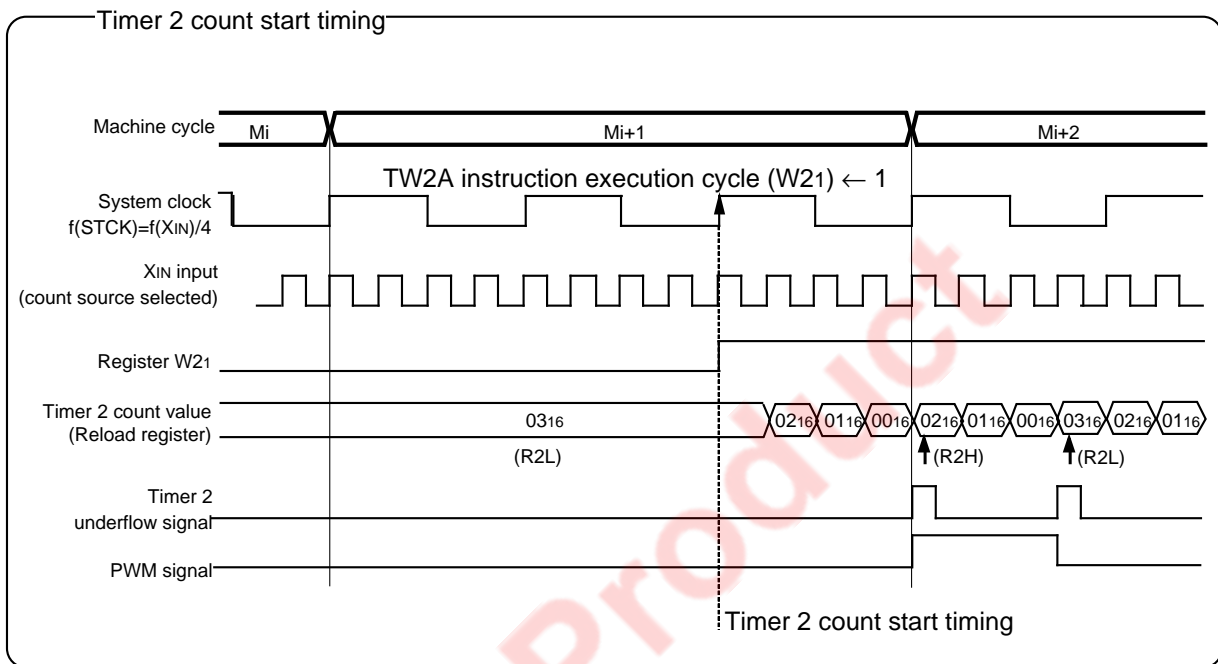 Timer 2 count start timing
Machine cycle Mi Mi+1 Mi+2
TW2A instruction execution cycle (W21) ← 1
System clock
f(STCK)=f(XIN)/4
XIN input
(count source selected)
Register W21
Timer 2 count value
(Reload register)
0316 0216 0116 0016 0216 0116 0016 0316 0216 0116
(R2L) (R2H) (R2L)
Timer 2
underflow signal
PWM signal
Timer 2 count start timing
Product